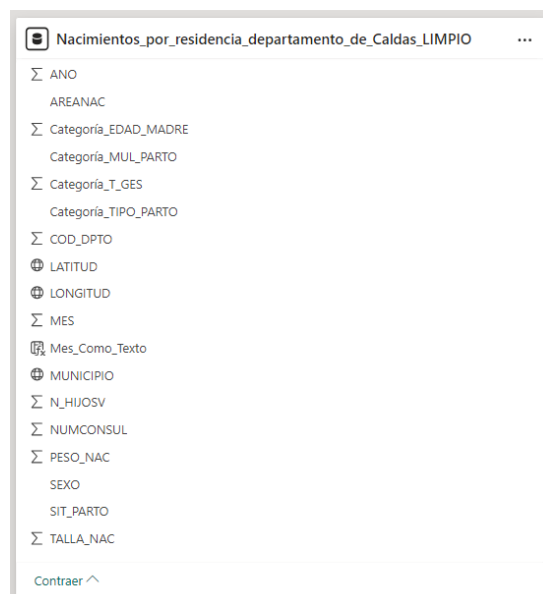 Nacimientos_por_residencia_departamento_de_Caldas_LIMPIO
ANO
AREANAC
Categoría_EDAD_MADRE
Categoría_MUL_PARTO
Categoría_T_GES
Categoría_TIPO_PARTO
COD_DPTO
LATITUD
LONGITUD
MES
Mes_Como_Texto
MUNICIPIO
N_HIJOSV
NUMCONSUL
PESO_NAC
SEXO
SIT_PARTO
TALLA_NAC
Contraer